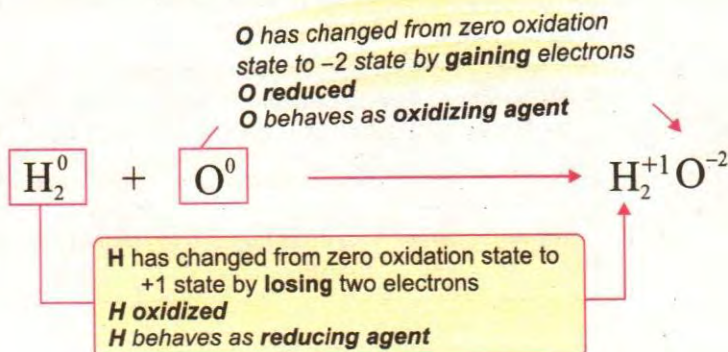 O has changed from zero oxidation
state to –2 state by gaining electrons
O reduced
O behaves as oxidizing agent
H₂⁰ + O⁰ → H₂⁺¹O⁻²
H has changed from zero oxidation state to
+1 state by losing two electrons
H oxidized
H behaves as reducing agent